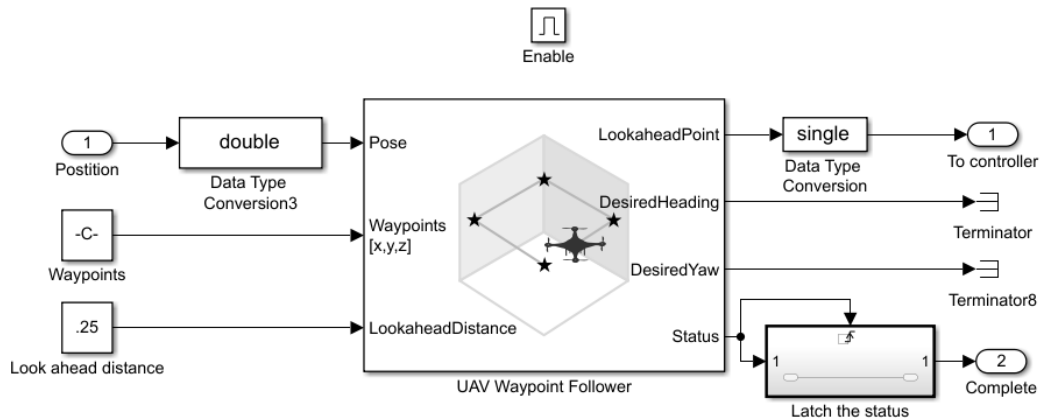 Enable
1
Postition
double
Data Type
Conversion3
-C-
Waypoints
.25
Look ahead distance
Pose
Waypoints
[x,y,z]
LookaheadDistance
LookaheadPoint
DesiredHeading
DesiredYaw
Status
UAV Waypoint Follower
single
Data Type
Conversion
1
To controller
Terminator
Terminator8
1
1
Latch the status
2
Complete